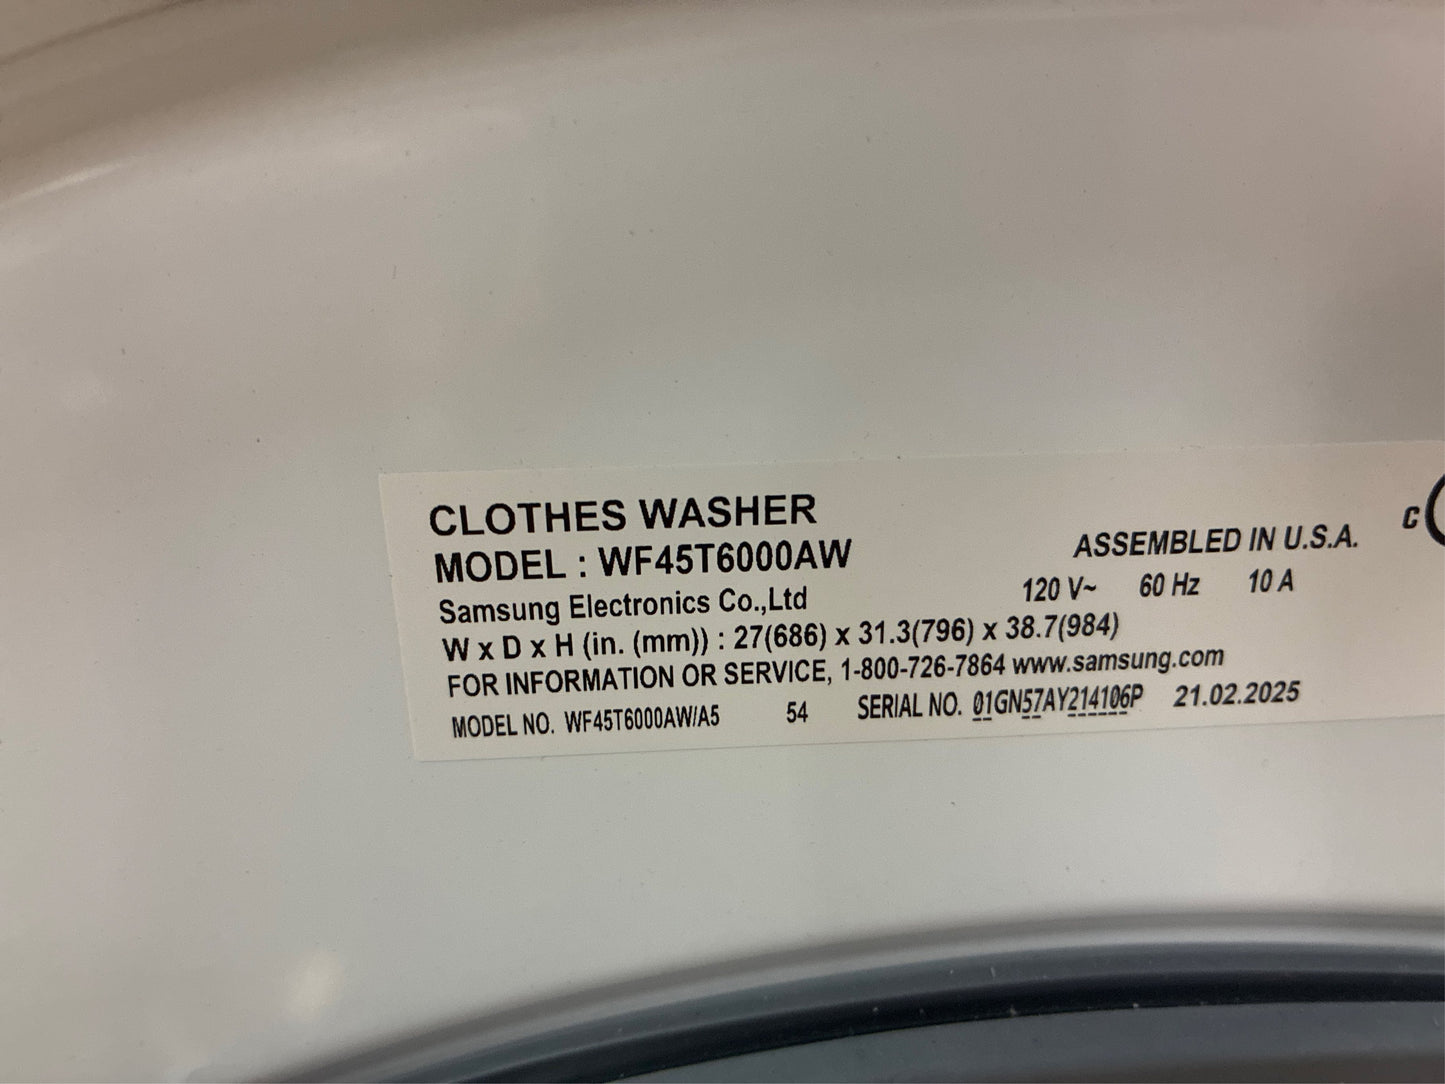 CLOTHES WASHER
MODEL : WF45T6000AW
ASSEMBLED IN U.S.A.
C
Samsung Electronics Co.,Ltd
120 V~ 60 Hz 10 A
W x D x H (in. (mm)) : 27(686) x 31.3(796) x 38.7(984)
FOR INFORMATION OR SERVICE, 1-800-726-7864 www.samsung.com
MODEL NO. WF45T6000AW/A5 54 SERIAL NO. 01GN57AY214106P 21.02.2025